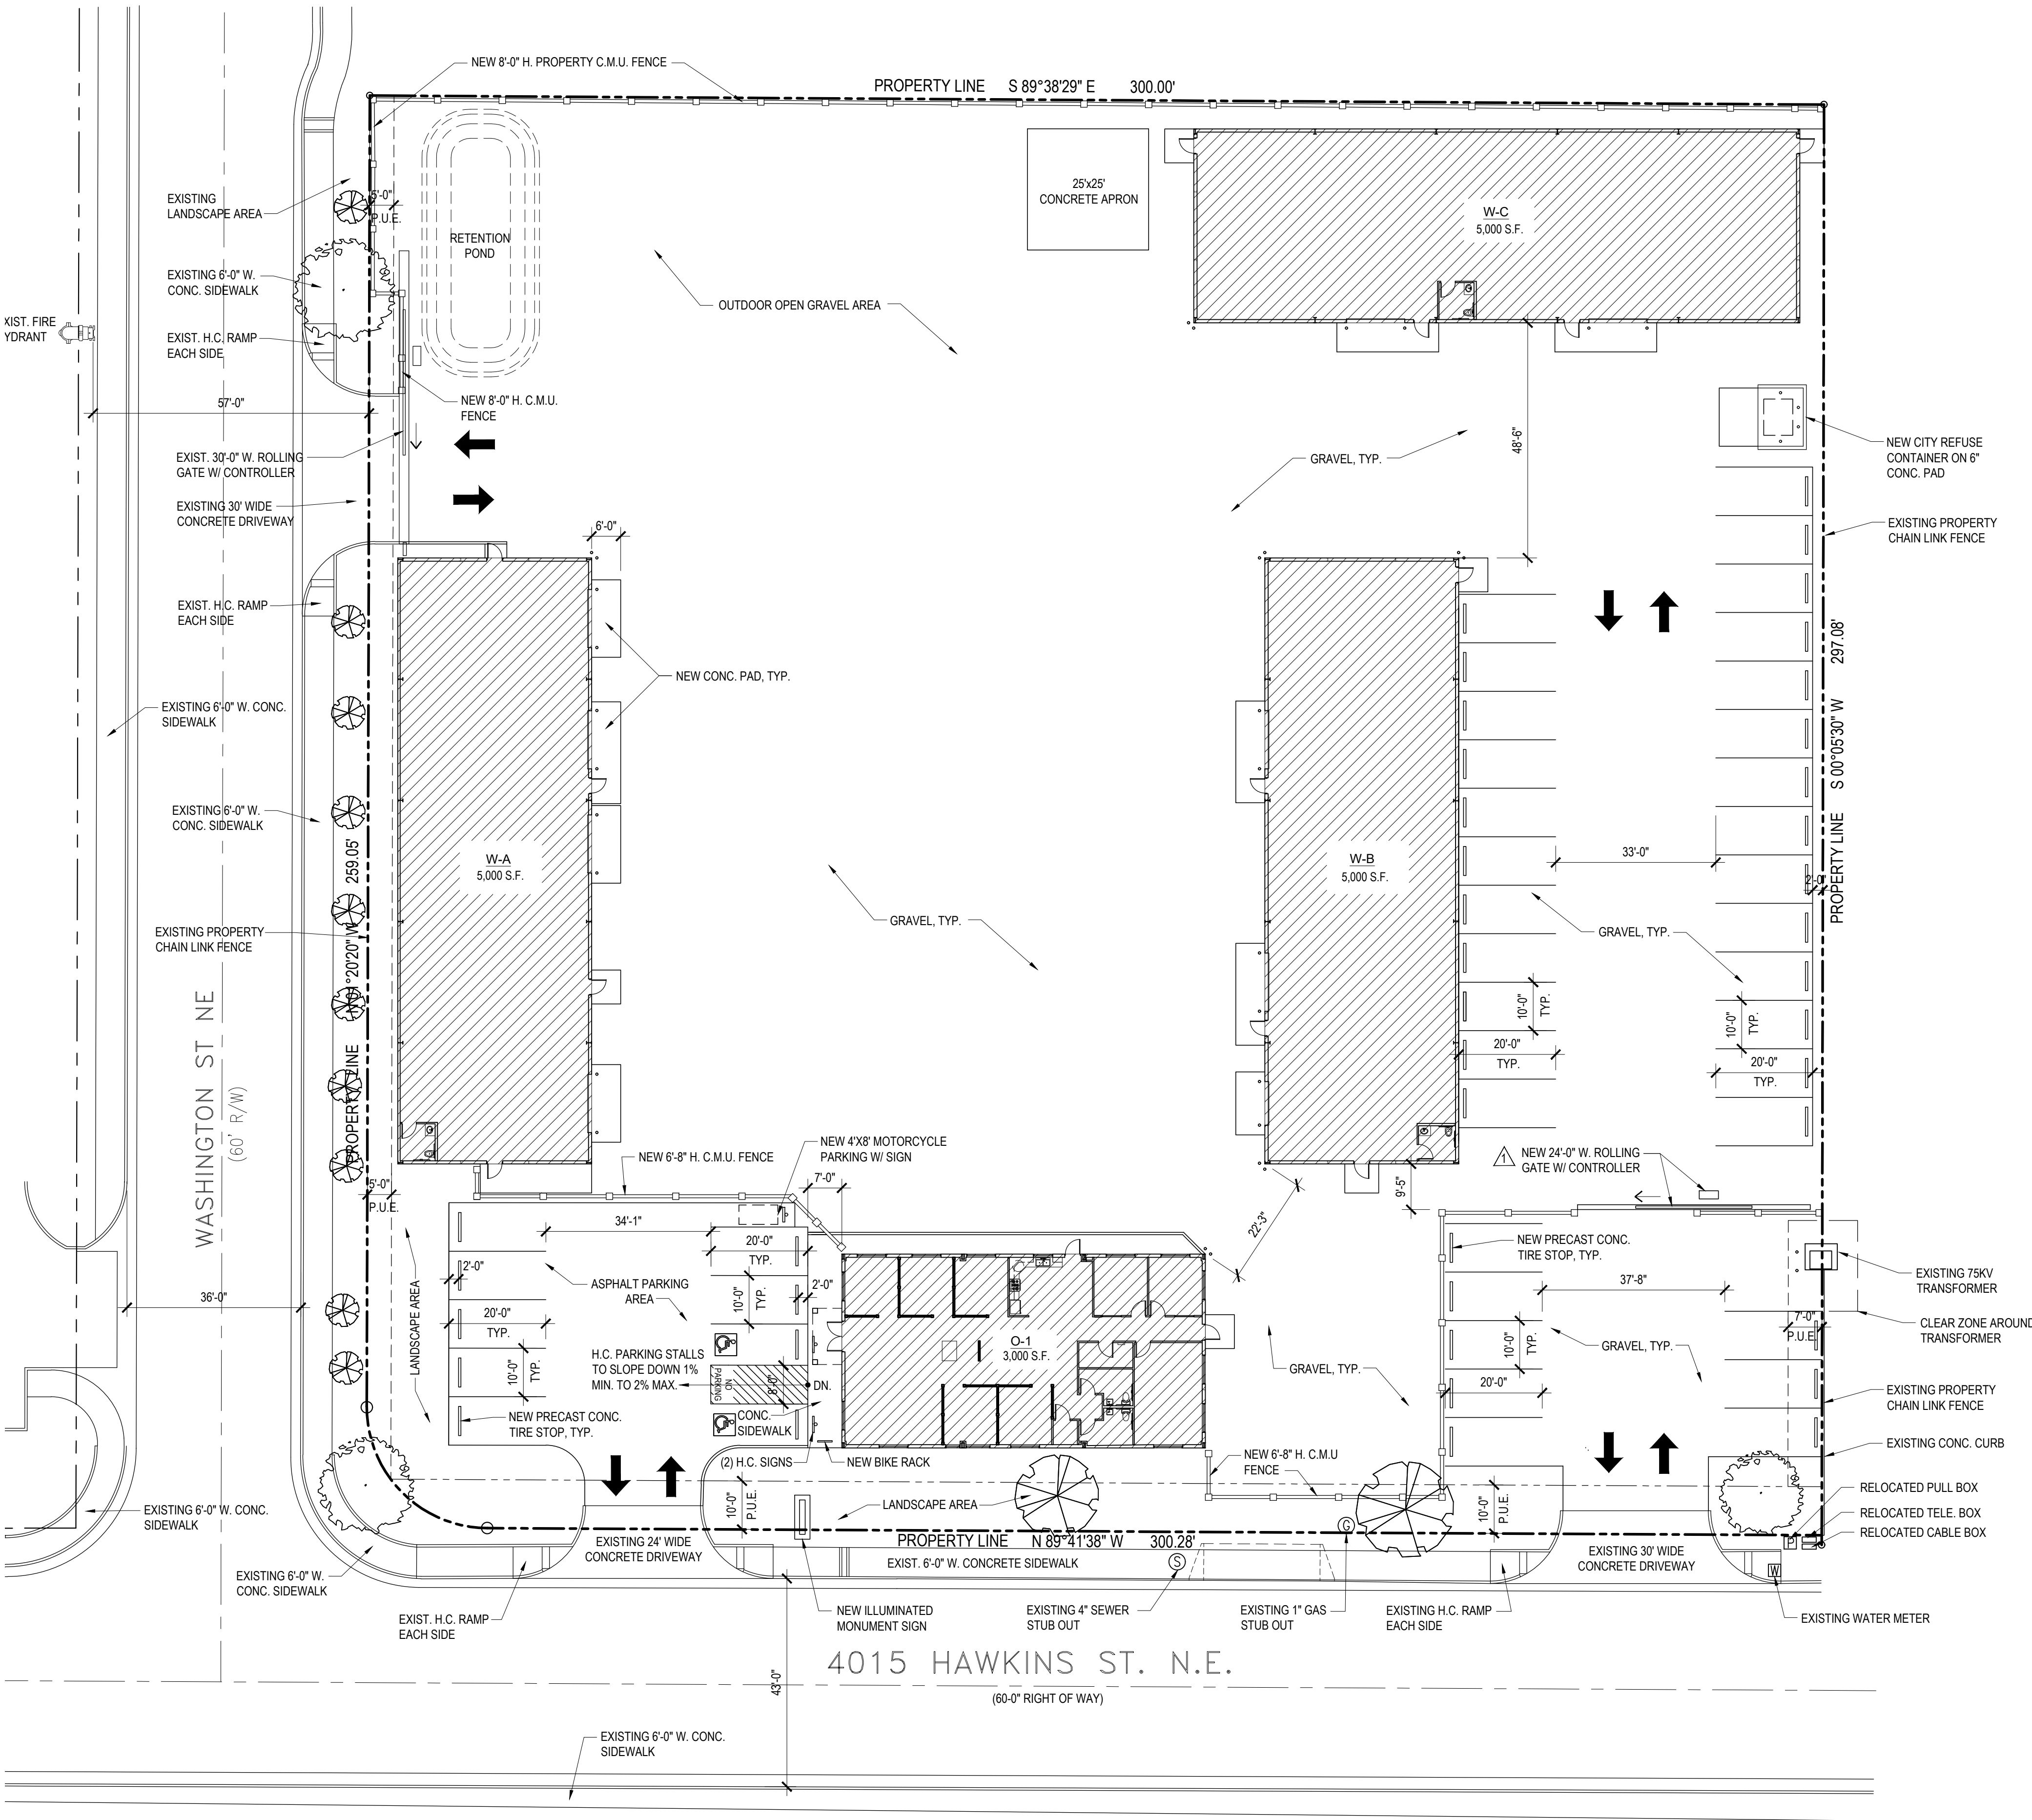 NEW 8'-0" H. PROPERTY C.M.U. FENCE
PROPERTY LINE S 89°38'29" E 300.00'
EXISTING
LANDSCAPE AREA
5'-0"
P.U.E.
RETENTION
POND
25'x25'
CONCRETE APRON
W-C
5,000 S.F.
EXISTING 6'-0" W.
CONC. SIDEWALK
OUTDOOR OPEN GRAVEL AREA
XIST. FIRE
YDRANT
EXIST. H.C. RAMP
EACH SIDE
57'-0"
NEW 8'-0" H. C.M.U.
FENCE
48'-6"
EXIST. 30'-0" W. ROLLING
GATE W/ CONTROLLER
GRAVEL, TYP.
NEW CITY REFUSE
CONTAINER ON 6"
CONC. PAD
EXISTING 30' WIDE
CONCRETE DRIVEWAY
6'-0"
EXISTING PROPERTY
CHAIN LINK FENCE
EXIST. H.C. RAMP
EACH SIDE
NEW CONC. PAD, TYP.
PROPERTY LINE S 00°05'30" W 297.08'
EXISTING 6'-0" W. CONC.
SIDEWALK
EXISTING 6'-0" W.
CONC. SIDEWALK
PROPERTY LINE N 01°20'20" W 259.05'
W-A
5,000 S.F.
W-B
5,000 S.F.
33'-0"
2'-0"
GRAVEL, TYP.
GRAVEL, TYP.
EXISTING PROPERTY
CHAIN LINK FENCE
WASHINGTON ST NE
(60' R/W)
10'-0"
TYP.
20'-0"
TYP.
10'-0"
TYP.
20'-0"
TYP.
NEW 4'X8' MOTORCYCLE
PARKING W/ SIGN
NEW 6'-8" H. C.M.U. FENCE
7'-0"
1
NEW 24'-0" W. ROLLING
GATE W/ CONTROLLER
9'-5"
5'-0"
P.U.E.
34'-1"
22'-3"
20'-0"
TYP.
NEW PRECAST CONC.
TIRE STOP, TYP.
2'-0"
ASPHALT PARKING
AREA
10'-0"
TYP.
2'-0"
37'-8"
EXISTING 75KV
TRANSFORMER
36'-0"
20'-0"
TYP.
LANDSCAPE AREA
7'-0"
P.U.E.
CLEAR ZONE AROUND
TRANSFORMER
H.C. PARKING STALLS
TO SLOPE DOWN 1%
MIN. TO 2% MAX.
O-1
3,000 S.F.
10'-0"
TYP.
GRAVEL, TYP.
GRAVEL, TYP.
10'-0"
TYP.
NO
PARKING
8'-0"
DN.
20'-0"
EXISTING PROPERTY
CHAIN LINK FENCE
NEW PRECAST CONC.
TIRE STOP, TYP.
CONC.
SIDEWALK
EXISTING CONC. CURB
(2) H.C. SIGNS
NEW BIKE RACK
NEW 6'-8" H. C.M.U
FENCE
RELOCATED PULL BOX
EXISTING 6'-0" W. CONC.
SIDEWALK
10'-0"
P.U.E.
LANDSCAPE AREA
10'-0"
P.U.E.
RELOCATED TELE. BOX
RELOCATED CABLE BOX
G
P
PROPERTY LINE N 89°41'38" W 300.28'
EXISTING 24' WIDE
CONCRETE DRIVEWAY
EXIST. 6'-0" W. CONCRETE SIDEWALK
S
EXISTING 30' WIDE
CONCRETE DRIVEWAY
W
EXISTING 6'-0" W.
CONC. SIDEWALK
EXIST. H.C. RAMP
EACH SIDE
NEW ILLUMINATED
MONUMENT SIGN
EXISTING 4" SEWER
STUB OUT
EXISTING 1" GAS
STUB OUT
EXISTING H.C. RAMP
EACH SIDE
EXISTING WATER METER
4015 HAWKINS ST. N.E.
(60-0" RIGHT OF WAY)
43'-0"
EXISTING 6'-0" W. CONC.
SIDEWALK